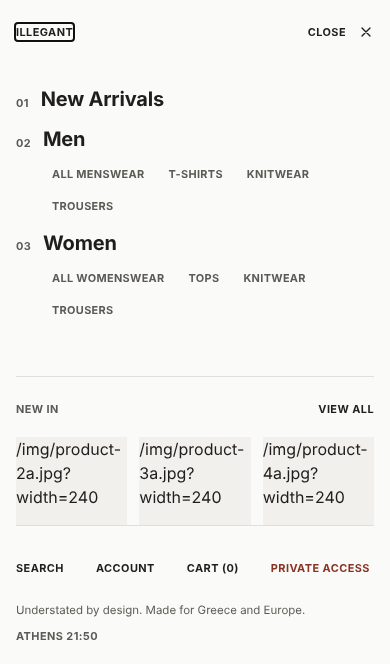 ILLEGANT
CLOSE
01 New Arrivals
02 Men
ALL MENSWEAR T-SHIRTS KNITWEAR
TROUSERS
03 Women
ALL WOMENSWEAR TOPS KNITWEAR
TROUSERS
NEW IN
VIEW ALL
/img/product-
2a.jpg?
width=240
/img/product-
3a.jpg?
width=240
/img/product-
4a.jpg?
width=240
SEARCH ACCOUNT CART (0) PRIVATE ACCESS
Understated by design. Made for Greece and Europe.
ATHENS 21:50